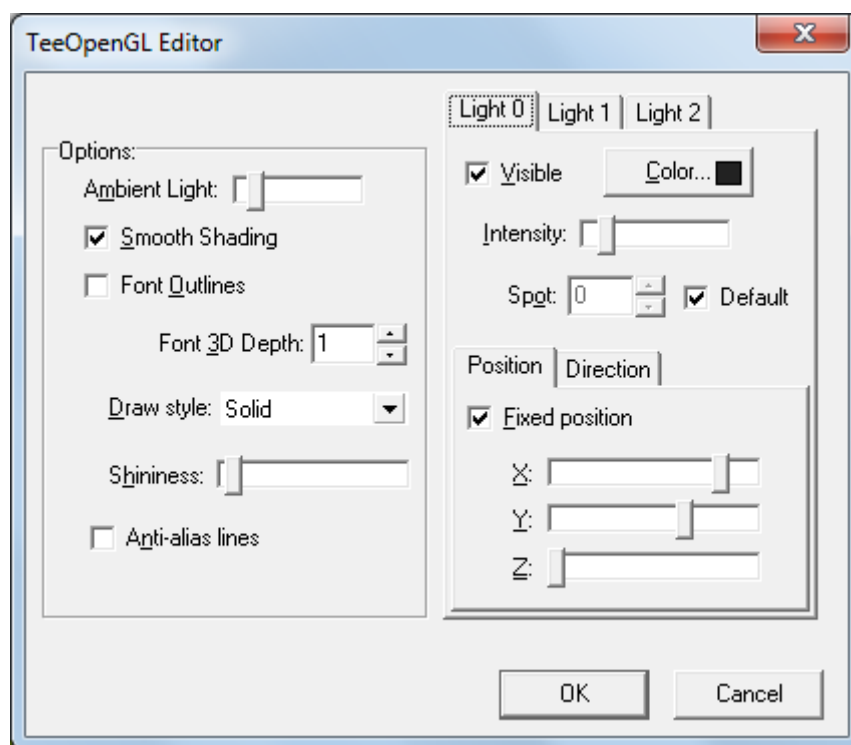 TeeOpenGL Editor
Options:
Ambient Light:
Smooth Shading
Font Outlines
Font 3D Depth: 1
Draw style: Solid
Shininess:
Anti-alias lines
Light 0 Light 1 Light 2
Visible Color...
Intensity:
Spot: 0 Default
Position Direction
Fixed position
X:
Y:
Z:
OK Cancel